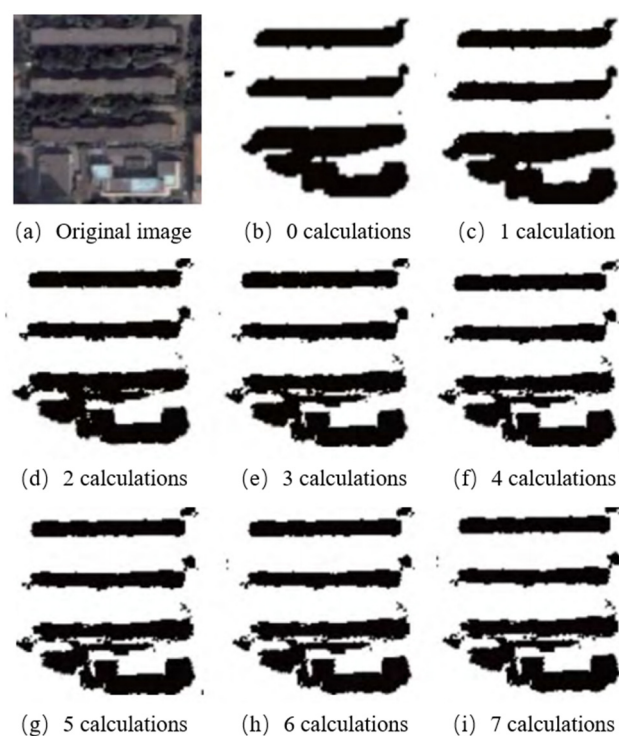 (a) Original image (b) 0 calculations (c) 1 calculation
(d) 2 calculations (e) 3 calculations (f) 4 calculations
(g) 5 calculations (h) 6 calculations (i) 7 calculations